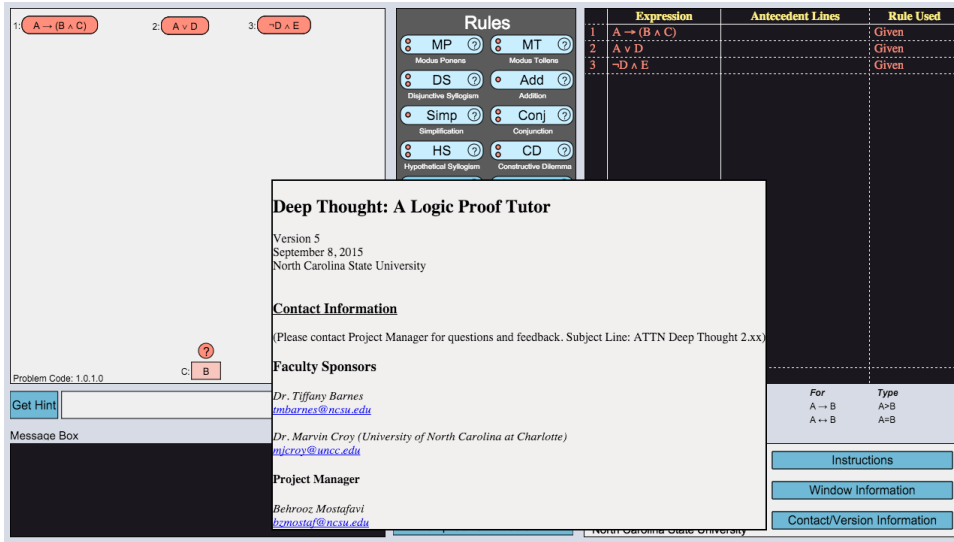 1: A → (B ∧ C)
2: A ∨ D
3: ¬D ∧ E
?
C: B
Problem Code: 1.0.1.0
Get Hint
Message Box
Rules
MP ? MT ?
Modus Ponens Modus Tollens
DS ? Add ?
Disjunctive Syllogism Addition
Simp ? Conj ?
Simplification Conjunction
HS ? CD ?
Hypothetical Syllogism Constructive Dilemma
Expression Antecedent Lines Rule Used
1 A → (B ∧ C) Given
2 A ∨ D Given
3 ¬D ∧ E Given
Deep Thought: A Logic Proof Tutor
Version 5
September 8, 2015
North Carolina State University
Contact Information
(Please contact Project Manager for questions and feedback. Subject Line: ATTN Deep Thought 2.xx)
Faculty Sponsors
Dr. Tiffany Barnes
tmbarnes@ncsu.edu
Dr. Marvin Croy (University of North Carolina at Charlotte)
mjcroy@uncc.edu
Project Manager
Behrooz Mostafavi
bzmostaf@ncsu.edu
For Type
A → B A>B
A ↔ B A=B
Instructions
Window Information
Contact/Version Information
North Carolina State University